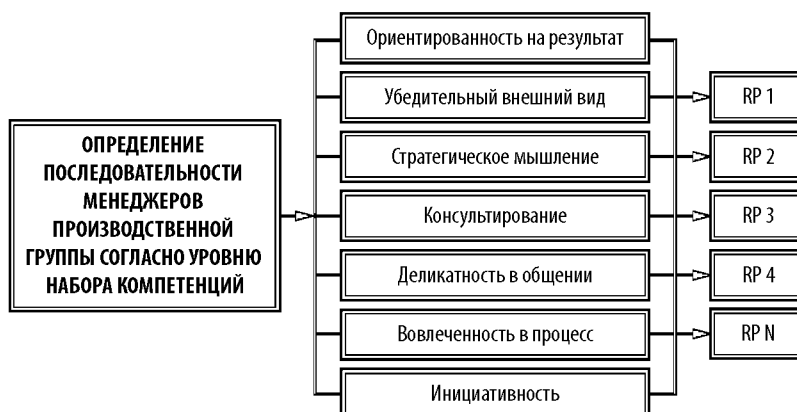 ОПРЕДЕЛЕНИЕ
ПОСЛЕДОВАТЕЛЬНОСТИ
МЕНЕДЖЕРОВ
ПРОИЗВОДСТВЕННОЙ
ГРУППЫ СОГЛАСНО УРОВНЮ
НАБОРА КОМПЕТЕНЦИЙ
Ориентированность на результат
Убедительный внешний вид
Стратегическое мышление
Консультирование
Деликатность в общении
Вовлеченность в процесс
Инициативность
RP 1
RP 2
RP 3
RP 4
RP N